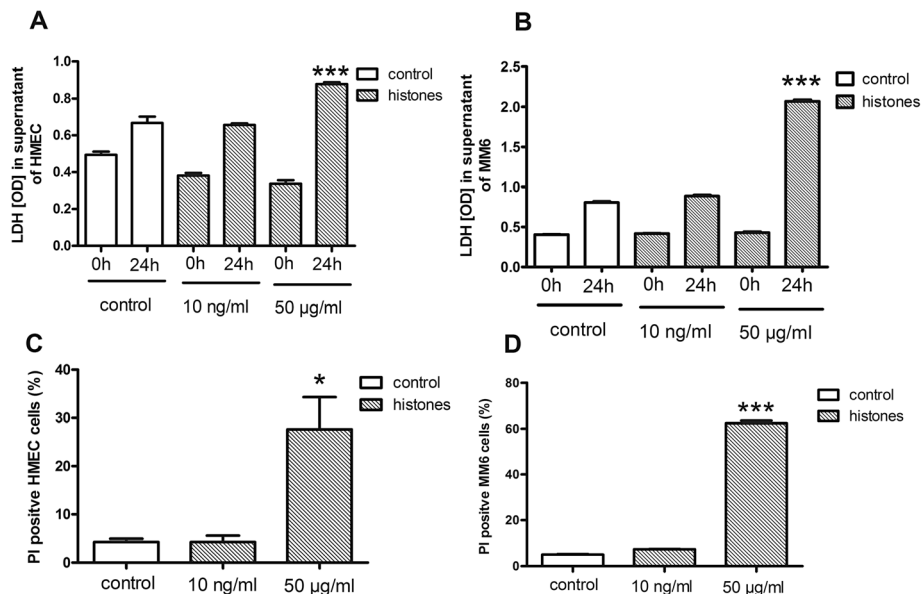 A
LDH [OD] in supernatant
of HMEC
1.0
0.8
0.6
0.4
0.2
0.0
***
control
histones
0h 24h 0h 24h 0h 24h
control 10 ng/ml 50 µg/ml
B
LDH [OD] in supernatant
of MM6
2.5
2.0
1.5
1.0
0.5
0.0
***
control
histones
0h 24h 0h 24h 0h 24h
control 10 ng/ml 50 µg/ml
C
PI positve HMEC cells (%)
40
30
20
10
0
*
control
histones
control 10 ng/ml 50 µg/ml
D
PI positve MM6 cells (%)
80
60
40
20
0
***
control
histones
control 10 ng/ml 50 µg/ml